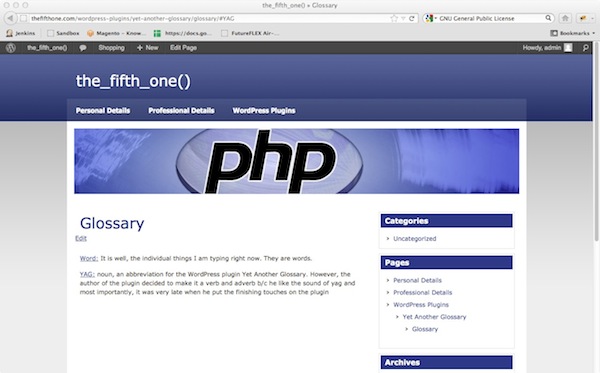 the_fifth_one() » Glossary
thefifthone.com/wordpress-plugins/yet-another-glossary/glossary/#YAG
GNU General Public License
Jenkins Sandbox Magento – Know... https://docs.go... FutureFLEX Air-... Bookmarks
the_fifth_one() Shopping + New Edit Page Howdy, admin
the_fifth_one()
Personal Details Professional Details WordPress Plugins
php
Glossary
Edit
Word: It is well, the individual things I am typing right now. They are words.
YAG: noun, an abbreviation for the WordPress plugin Yet Another Glossary. However, the
author of the plugin decided to make it a verb and adverb b/c he like the sound of yag and
most importantly, it was very late when he put the finishing touches on the plugin
Categories
Uncategorized
Pages
Personal Details
Professional Details
WordPress Plugins
Yet Another Glossary
Glossary
Archives